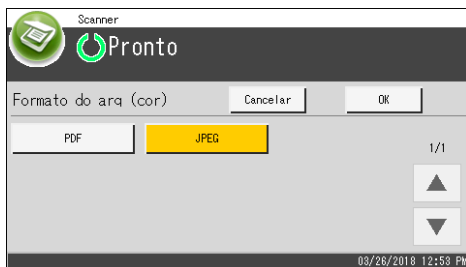 Scanner
Pronto
Formato do arq (cor) Cancelar OK
PDF JPEG
1/1
03/26/2018 12:53 PM